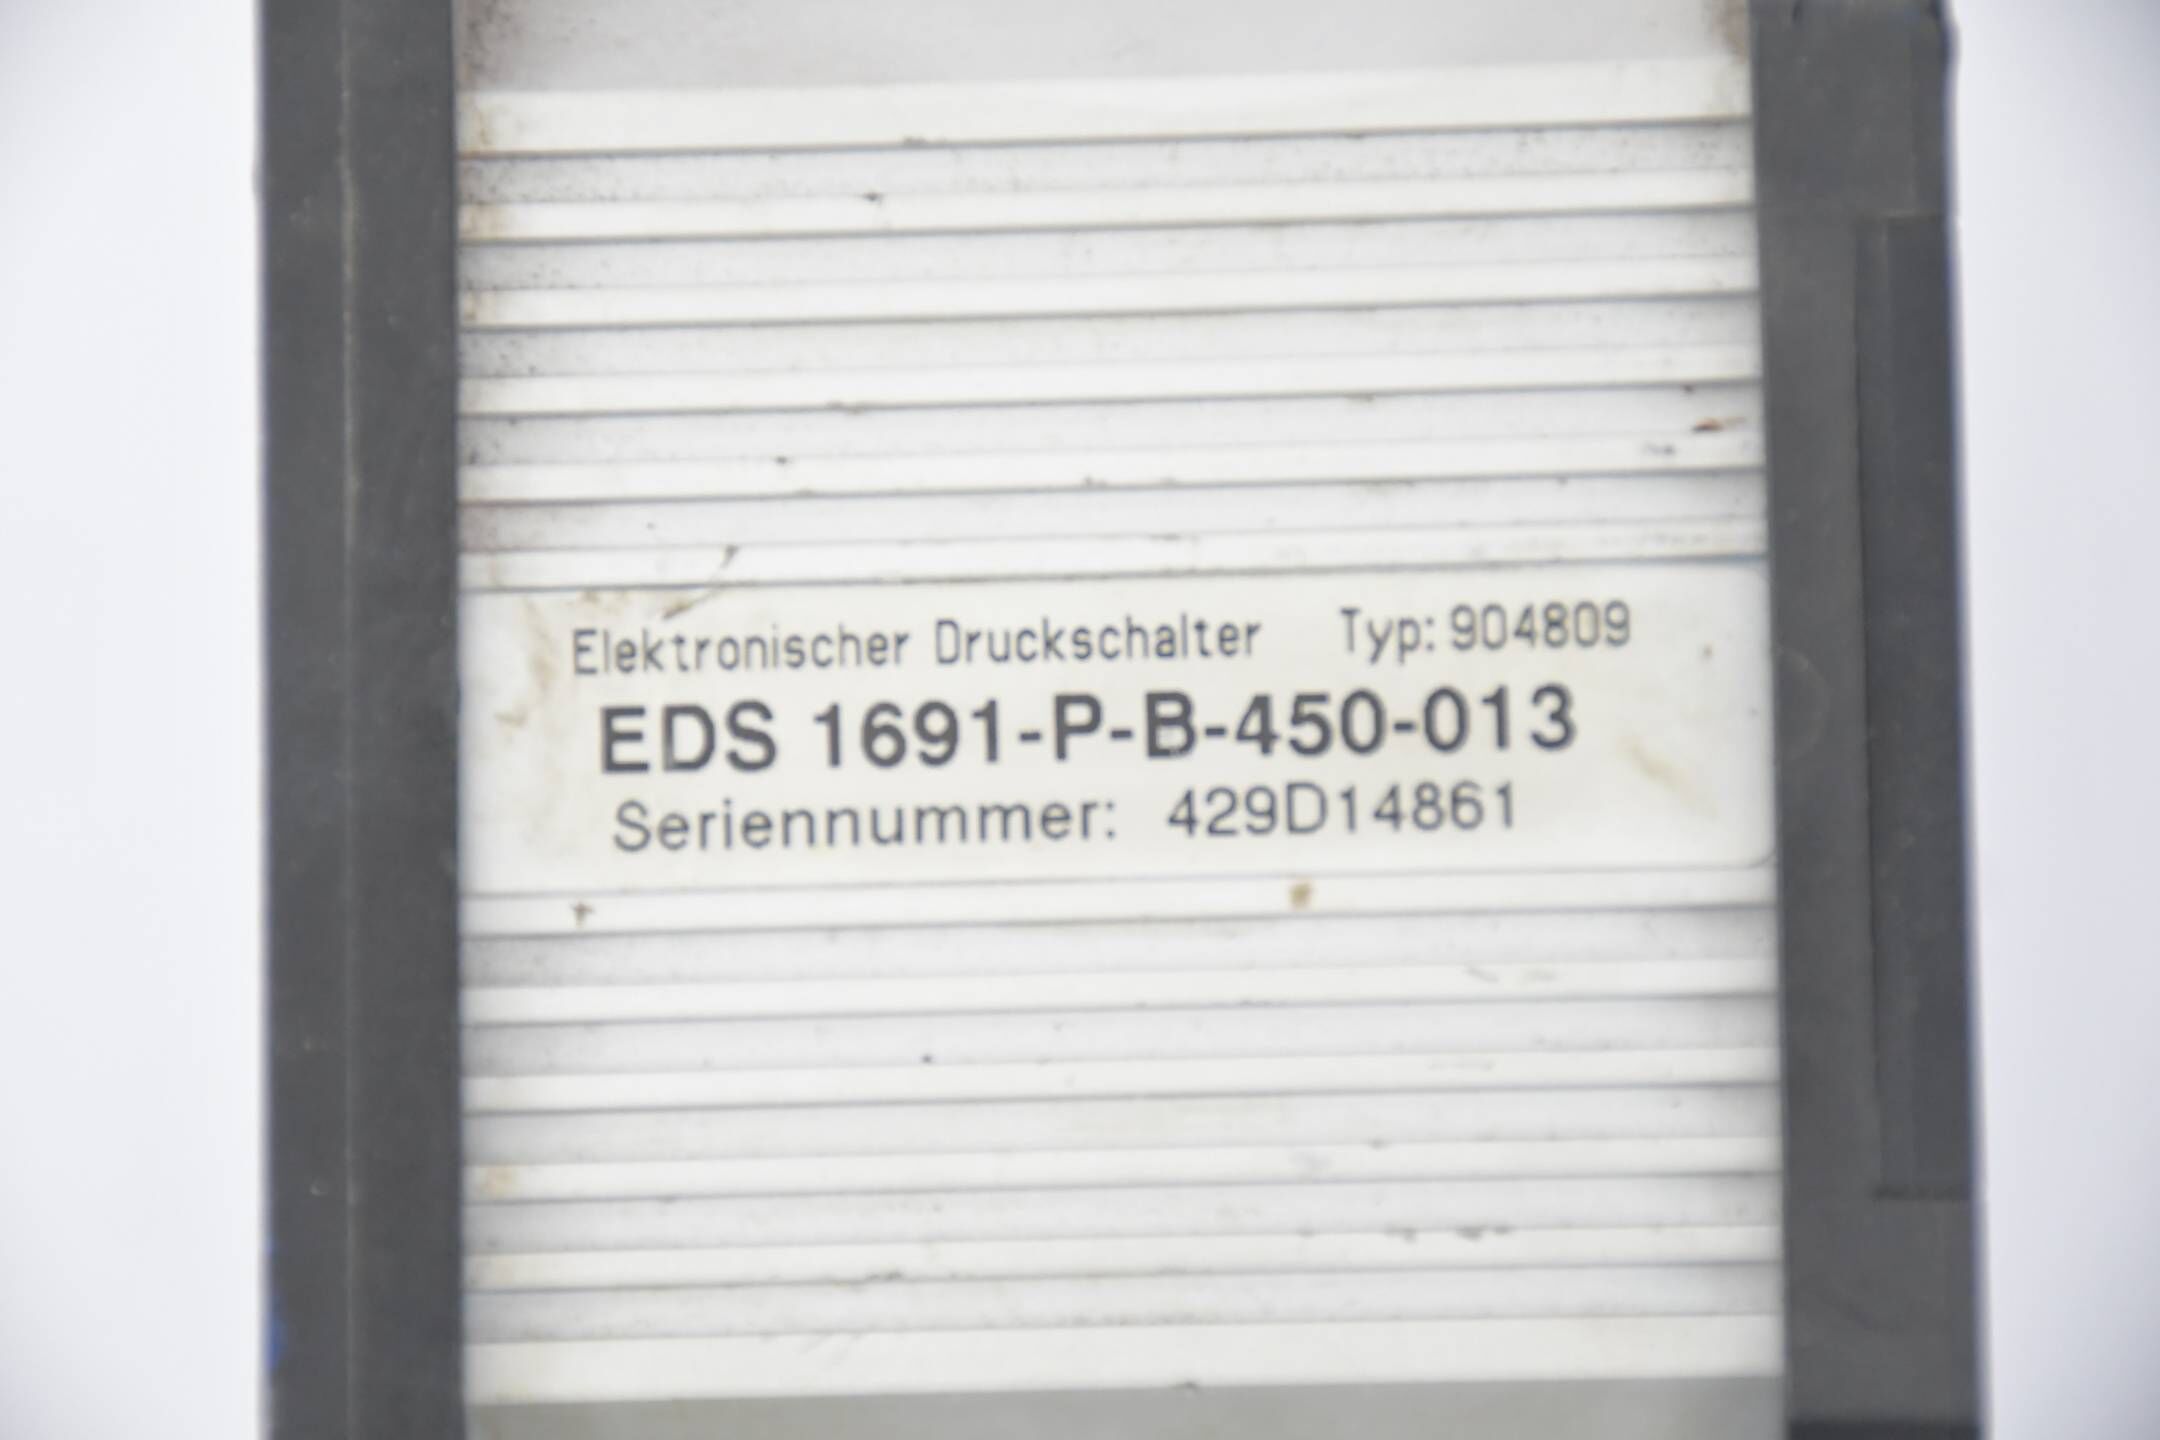 Elektronischer Druckschalter Typ: 904809
EDS 1691-P-B-450-013
Seriennummer: 429D14861